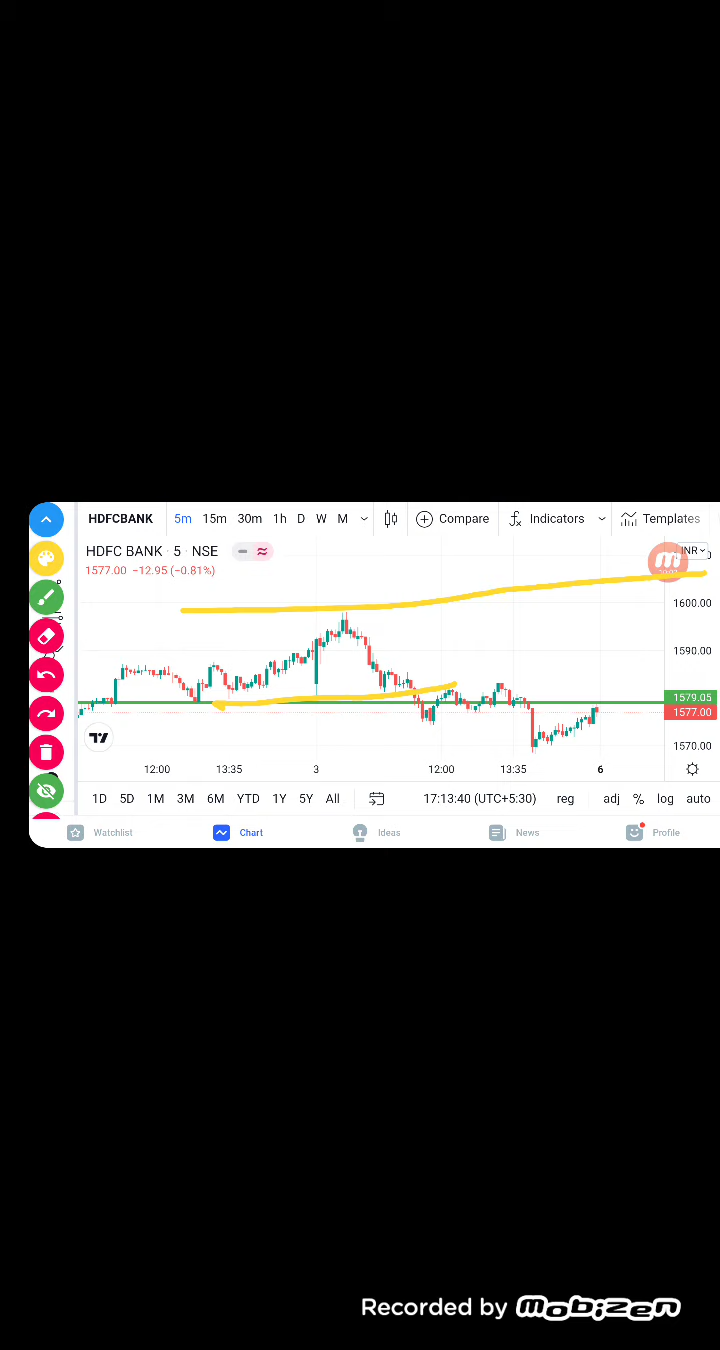 HDFCBANK 5m 15m 30m 1h D W M Compare Indicators Templates
HDFC BANK · 5 · NSE
INR
1577.00 −12.95 (−0.81%)
1600.00
1590.00
1579.05
1577.00
1570.00
12:00 13:35 3 12:00 13:35 6
1D 5D 1M 3M 6M YTD 1Y 5Y All 17:13:40 (UTC+5:30) reg adj % log auto
Watchlist Chart Ideas News Profile
Recorded by mobizen